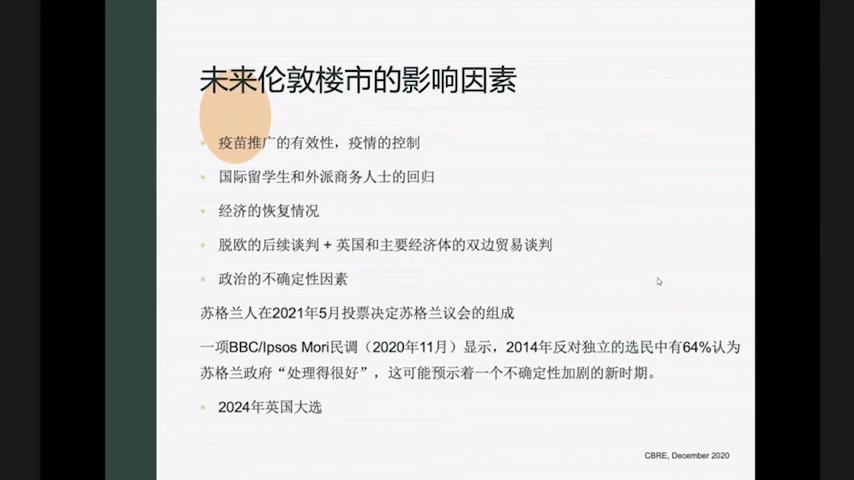 未来伦敦楼市的影响因素
疫苗推广的有效性，疫情的控制
国际留学生和外派商务人士的回归
经济的恢复情况
脱欧的后续谈判 + 英国和主要经济体的双边贸易谈判
政治的不确定性因素
苏格兰人在2021年5月投票决定苏格兰议会的组成
一项BBC/Ipsos Mori民调（2020年11月）显示，2014年反对独立的选民中有64%认为
苏格兰政府“处理得很好”，这可能预示着一个不确定性加剧的新时期。
2024年英国大选
CBRE, December 2020